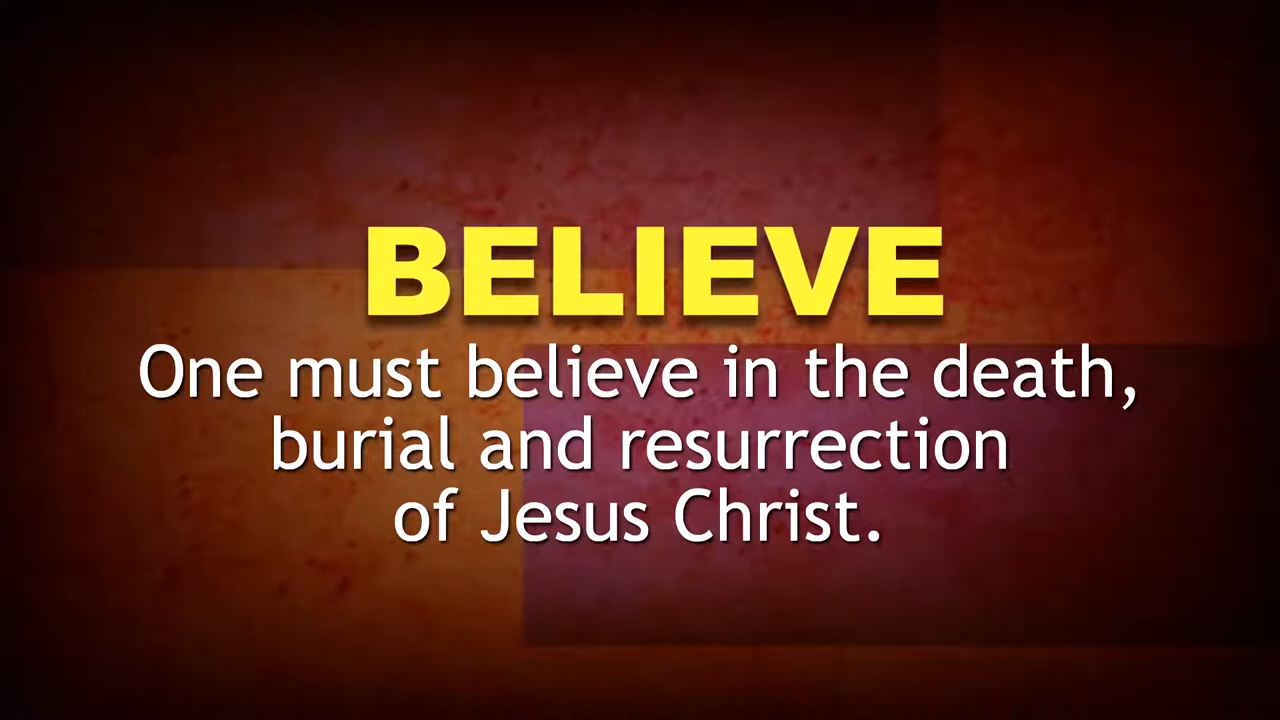 BELIEVE
One must believe in the death,
burial and resurrection
of Jesus Christ.